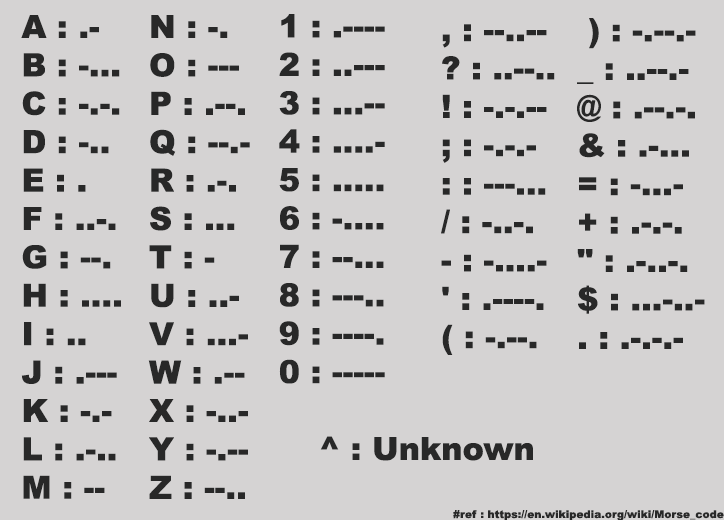 A : .-
B : -...
C : -.-.
D : -..
E : .
F : ..-.
G : --.
H : ....
I : ..
J : .---
K : -.-
L : .-..
M : --
N : -.
O : ---
P : .--.
Q : --.-
R : .-.
S : ...
T : -
U : ..-
V : ...-
W : .--
X : -..-
Y : -.--
Z : --..
1 : .----
2 : ..---
3 : ...--
4 : ....-
5 : .....
6 : -....
7 : --...
8 : ---..
9 : ----.
0 : -----
, : --..--
? : ..--..
! : -.-.--
; : -.-.-.
: : ---...
/ : -..-.
- : -....-
' : .----.
( : -.--.
) : -.--.-
_ : ..--.-
@ : .--.-.
& : .-...
= : -...-
+ : .-.-.
" : .-..-.
$ : ...-..-
. : .-.-.-
^ : Unknown
#ref : https://en.wikipedia.org/wiki/Morse_code